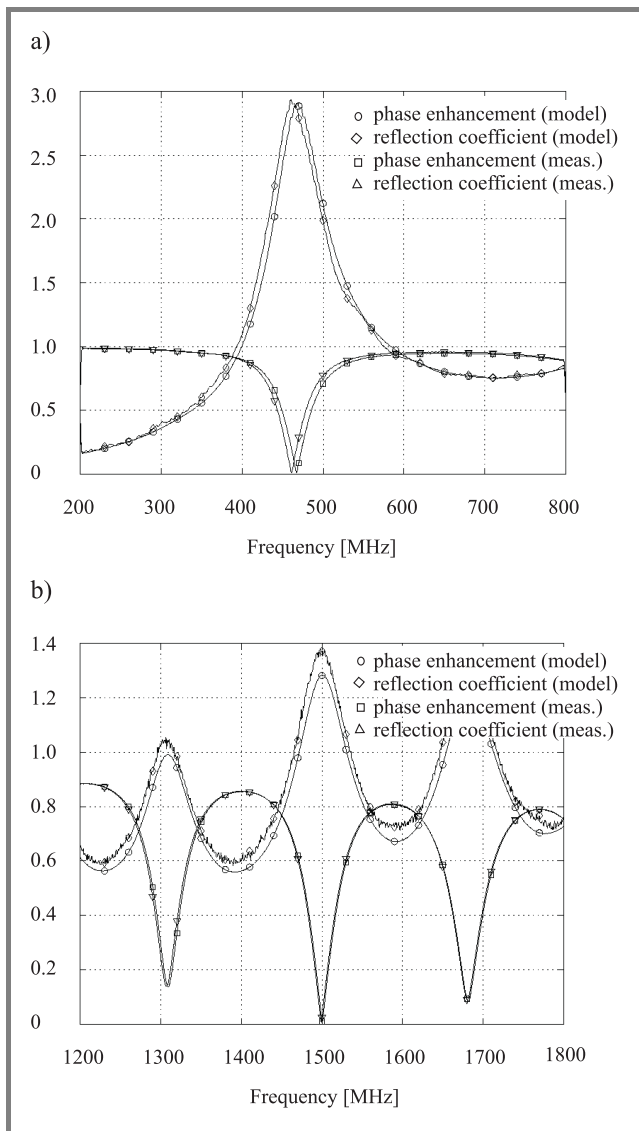 a)
3.0
2.5
2.0
1.5
1.0
0.5
0
phase enhancement (model)
reflection coefficient (model)
phase enhancement (meas.)
reflection coefficient (meas.)
200 300 400 500 600 700 800
Frequency [MHz]
b)
1.4
1.2
1.0
0.8
0.6
0.4
0.2
0
phase enhancement (model)
reflection coefficient (model)
phase enhancement (meas.)
reflection coefficient (meas.)
1200 1300 1400 1500 1600 1700 1800
Frequency [MHz]